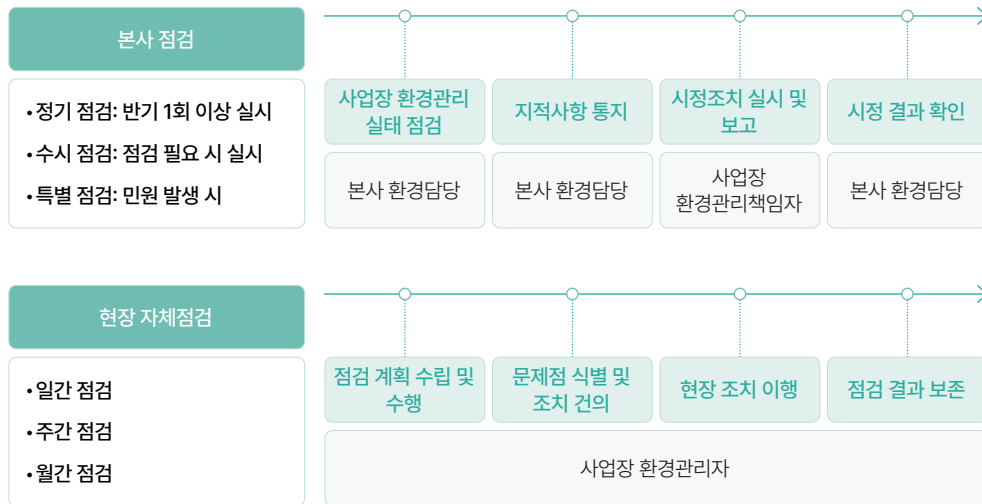 본사 점검
• 정기 점검: 반기 1회 이상 실시
• 수시 점검: 점검 필요 시 실시
• 특별 점검: 민원 발생 시
사업장 환경관리
실태 점검
지적사항 통지
시정조치 실시 및
보고
시정 결과 확인
본사 환경담당
본사 환경담당
사업장
환경관리책임자
본사 환경담당
현장 자체점검
• 일간 점검
• 주간 점검
• 월간 점검
점검 계획 수립 및
수행
문제점 식별 및
조치 건의
현장 조치 이행
점검 결과 보존
사업장 환경관리자